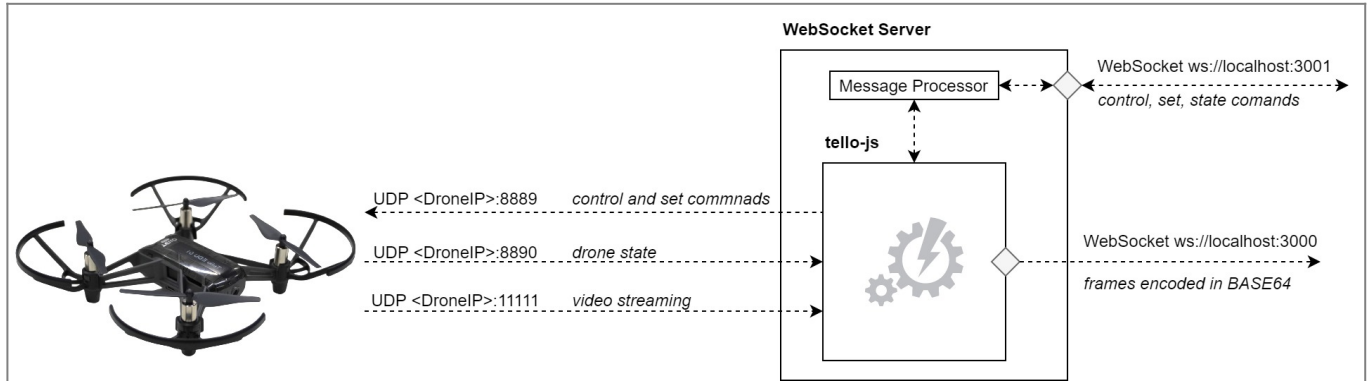 WebSocket Server
WebSocket ws://localhost:3001
Message Processor
control, set, state comands
tello-js
UDP <DroneIP>:8889 control and set commnads
UDP <DroneIP>:8890 drone state
WebSocket ws://localhost:3000
frames encoded in BASE64
UDP <DroneIP>:11111 video streaming